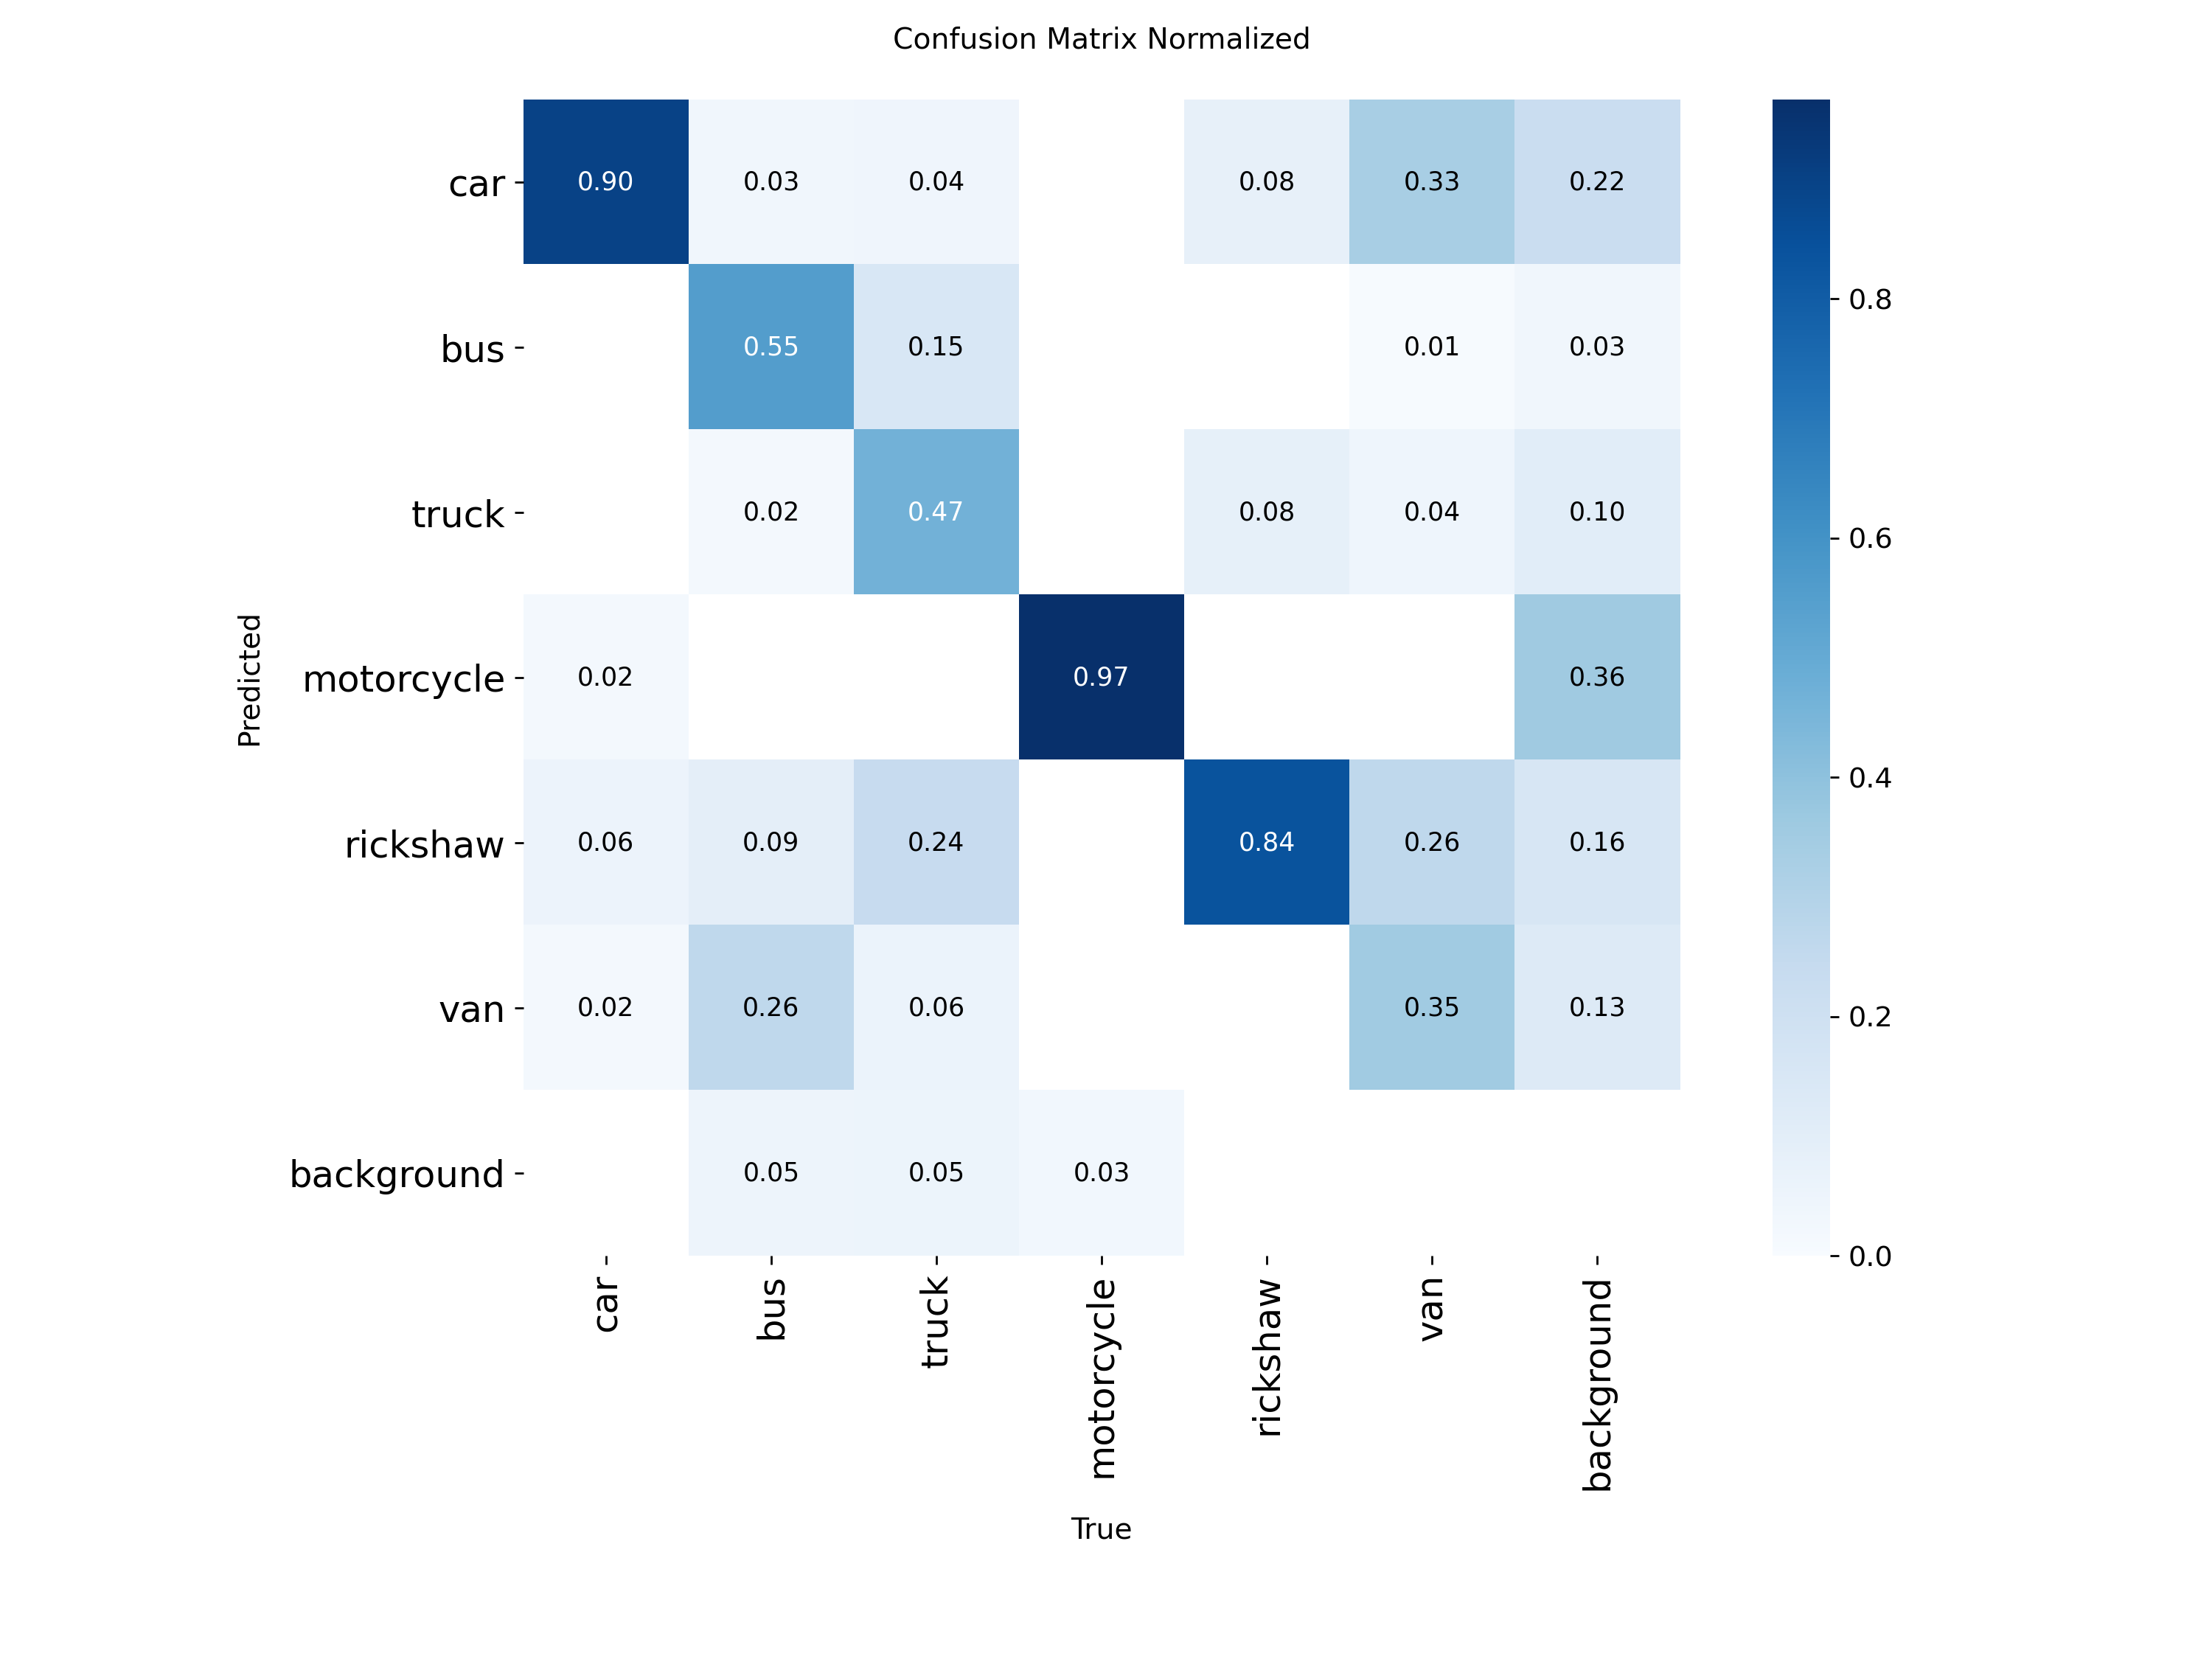 Confusion Matrix Normalized
car 0.90 0.03 0.04 0.08 0.33 0.22
bus 0.55 0.15 0.01 0.03
0.8
truck 0.02 0.47 0.08 0.04 0.10
0.6
Predicted
motorcycle 0.02 0.97 0.36
0.4
rickshaw 0.06 0.09 0.24 0.84 0.26 0.16
van 0.02 0.26 0.06 0.35 0.13
0.2
background 0.05 0.05 0.03
0.0
car bus truck motorcycle rickshaw van background
True